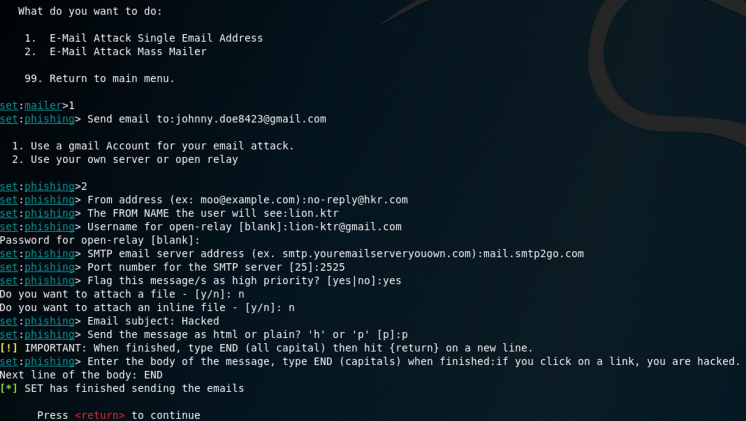 What do you want to do:
1. E-Mail Attack Single Email Address
2. E-Mail Attack Mass Mailer
99. Return to main menu.
set:mailer>1
set:phishing> Send email to:johnny.doe8423@gmail.com
1. Use a gmail Account for your email attack.
2. Use your own server or open relay
set:phishing>2
set:phishing> From address (ex: moo@example.com):no-reply@hkr.com
set:phishing> The FROM NAME the user will see:lion.ktr
set:phishing> Username for open-relay [blank]:lion-ktr@gmail.com
Password for open-relay [blank]:
set:phishing> SMTP email server address (ex. smtp.youremailserveryouown.com):mail.smtp2go.com
set:phishing> Port number for the SMTP server [25]:2525
set:phishing> Flag this message/s as high priority? [yes|no]:yes
Do you want to attach a file - [y/n]: n
Do you want to attach an inline file - [y/n]: n
set:phishing> Email subject: Hacked
set:phishing> Send the message as html or plain? 'h' or 'p' [p]:p
[!] IMPORTANT: When finished, type END (all capital) then hit {return} on a new line.
set:phishing> Enter the body of the message, type END (capitals) when finished:if you click on a link, you are hacked.
Next line of the body: END
[*] SET has finished sending the emails
Press <return> to continue